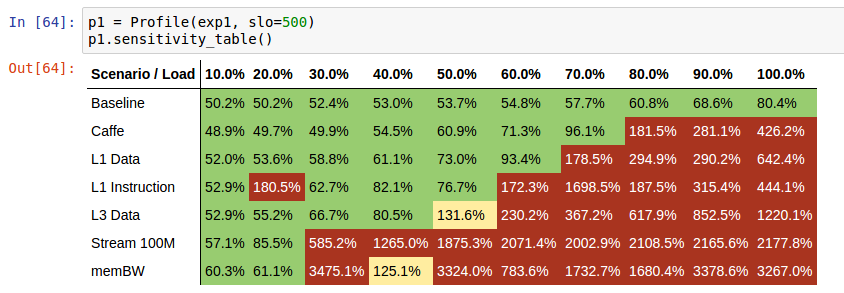 In [64]: p1 = Profile(exp1, slo=500)
p1.sensitivity_table()
Out[64]:
Scenario / Load 10.0% 20.0% 30.0% 40.0% 50.0% 60.0% 70.0% 80.0% 90.0% 100.0%
Baseline 50.2% 50.2% 52.4% 53.0% 53.7% 54.8% 57.7% 60.8% 68.6% 80.4%
Caffe 48.9% 49.7% 49.9% 54.5% 60.9% 71.3% 96.1% 181.5% 281.1% 426.2%
L1 Data 52.0% 53.6% 58.8% 61.1% 73.0% 93.4% 178.5% 294.9% 290.2% 642.4%
L1 Instruction 52.9% 180.5% 62.7% 82.1% 76.7% 172.3% 1698.5% 187.5% 315.4% 444.1%
L3 Data 52.9% 55.2% 66.7% 80.5% 131.6% 230.2% 367.2% 617.9% 852.5% 1220.1%
Stream 100M 57.1% 85.5% 585.2% 1265.0% 1875.3% 2071.4% 2002.9% 2108.5% 2165.6% 2177.8%
memBW 60.3% 61.1% 3475.1% 125.1% 3324.0% 783.6% 1732.7% 1680.4% 3378.6% 3267.0%